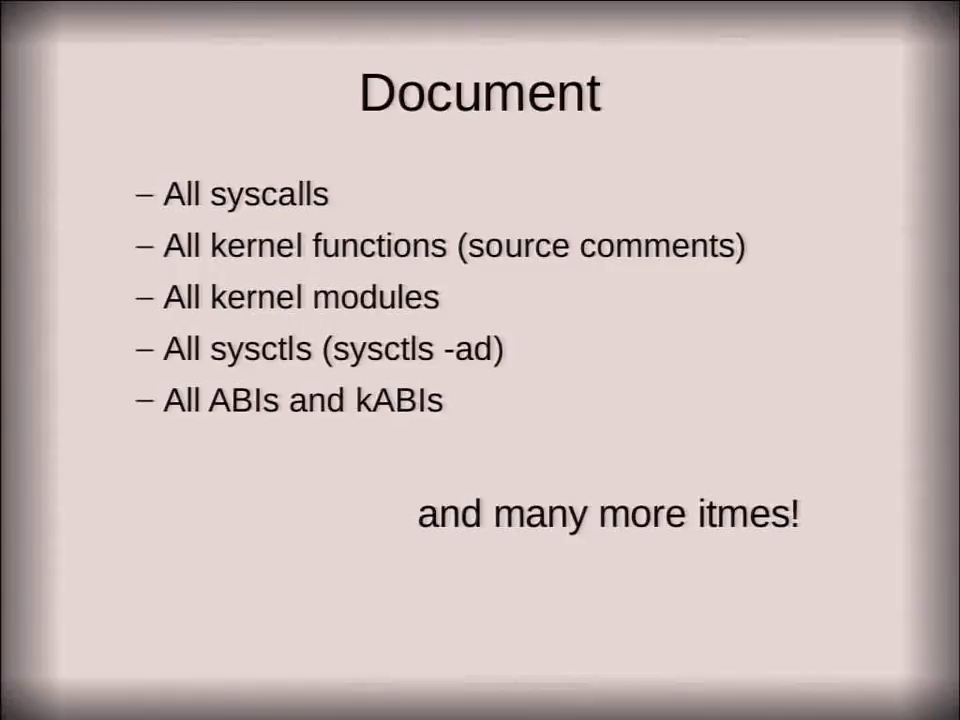 Document
– All syscalls
– All kernel functions (source comments)
– All kernel modules
– All sysctls (sysctls -ad)
– All ABIs and kABIs
and many more itmes!